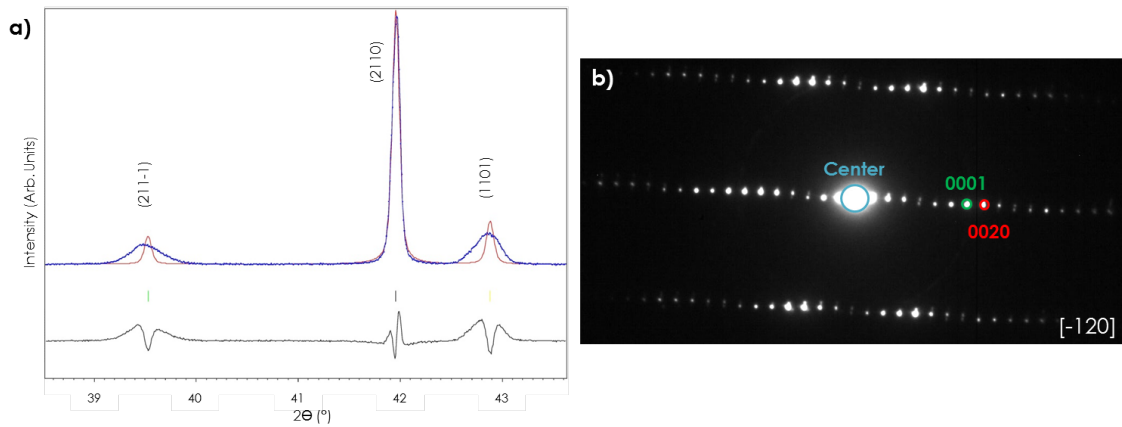 a)
Intensity (Arb. Units)
(211-1)
(2110)
(1101)
39
40
41
42
43
2Θ (°)
b)
Center
0001
0020
[-120]